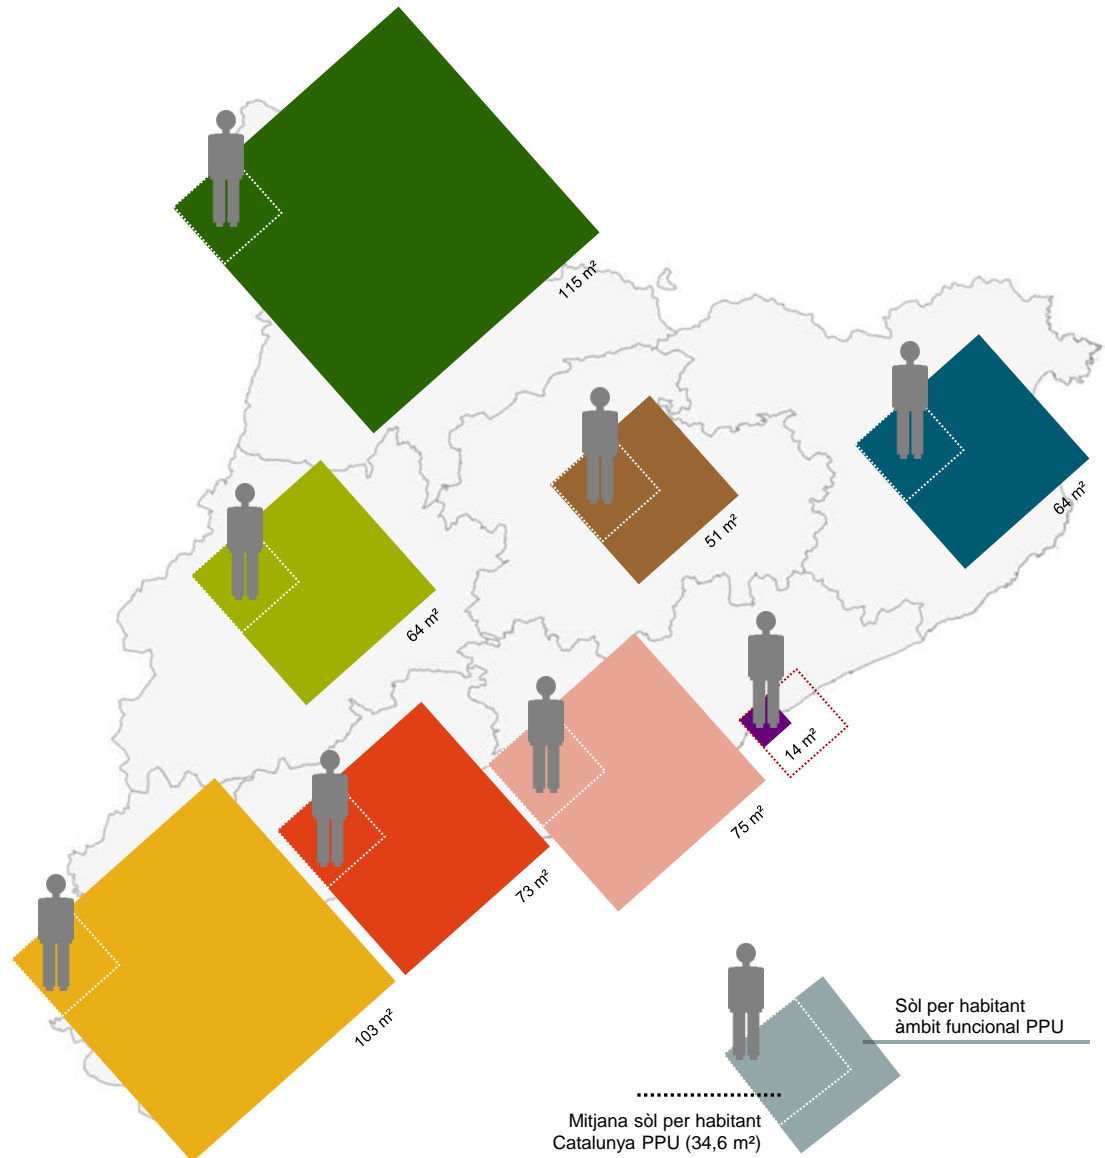 115 m²
64 m²
51 m²
64 m²
14 m²
75 m²
73 m²
103 m²
Sòl per habitant
àmbit funcional PPU
Mitjana sòl per habitant
Catalunya PPU (34,6 m²)